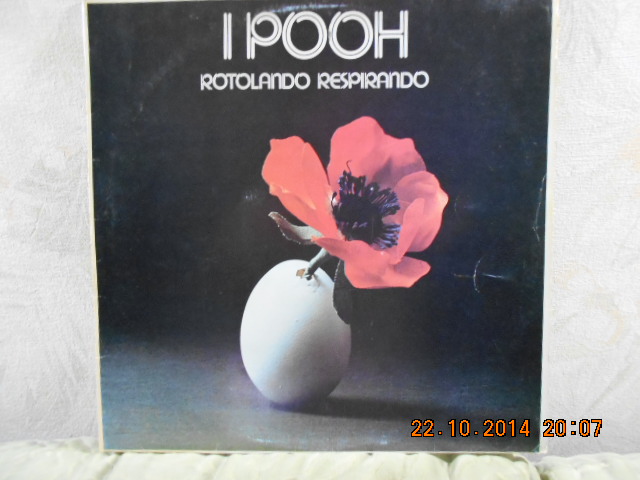 I POOH
ROTOLANDO RESPIRANDO
22.10.2014 20:07